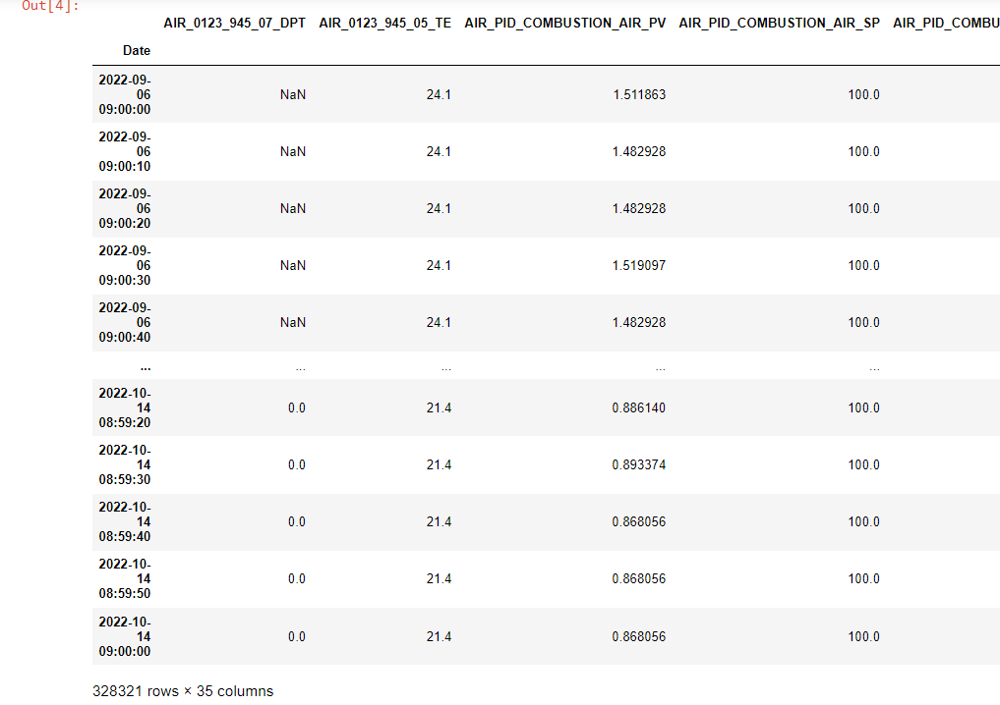 Out[4]:
AIR_0123_945_07_DPT AIR_0123_945_05_TE AIR_PID_COMBUSTION_AIR_PV AIR_PID_COMBUSTION_AIR_SP AIR_PID_COMBU
Date
2022-09-
06
09:00:00 NaN 24.1 1.511863 100.0
2022-09-
06
09:00:10 NaN 24.1 1.482928 100.0
2022-09-
06
09:00:20 NaN 24.1 1.482928 100.0
2022-09-
06
09:00:30 NaN 24.1 1.519097 100.0
2022-09-
06
09:00:40 NaN 24.1 1.482928 100.0
... ... ... ... ...
2022-10-
14
08:59:20 0.0 21.4 0.886140 100.0
2022-10-
14
08:59:30 0.0 21.4 0.893374 100.0
2022-10-
14
08:59:40 0.0 21.4 0.868056 100.0
2022-10-
14
08:59:50 0.0 21.4 0.868056 100.0
2022-10-
14
09:00:00 0.0 21.4 0.868056 100.0
328321 rows × 35 columns